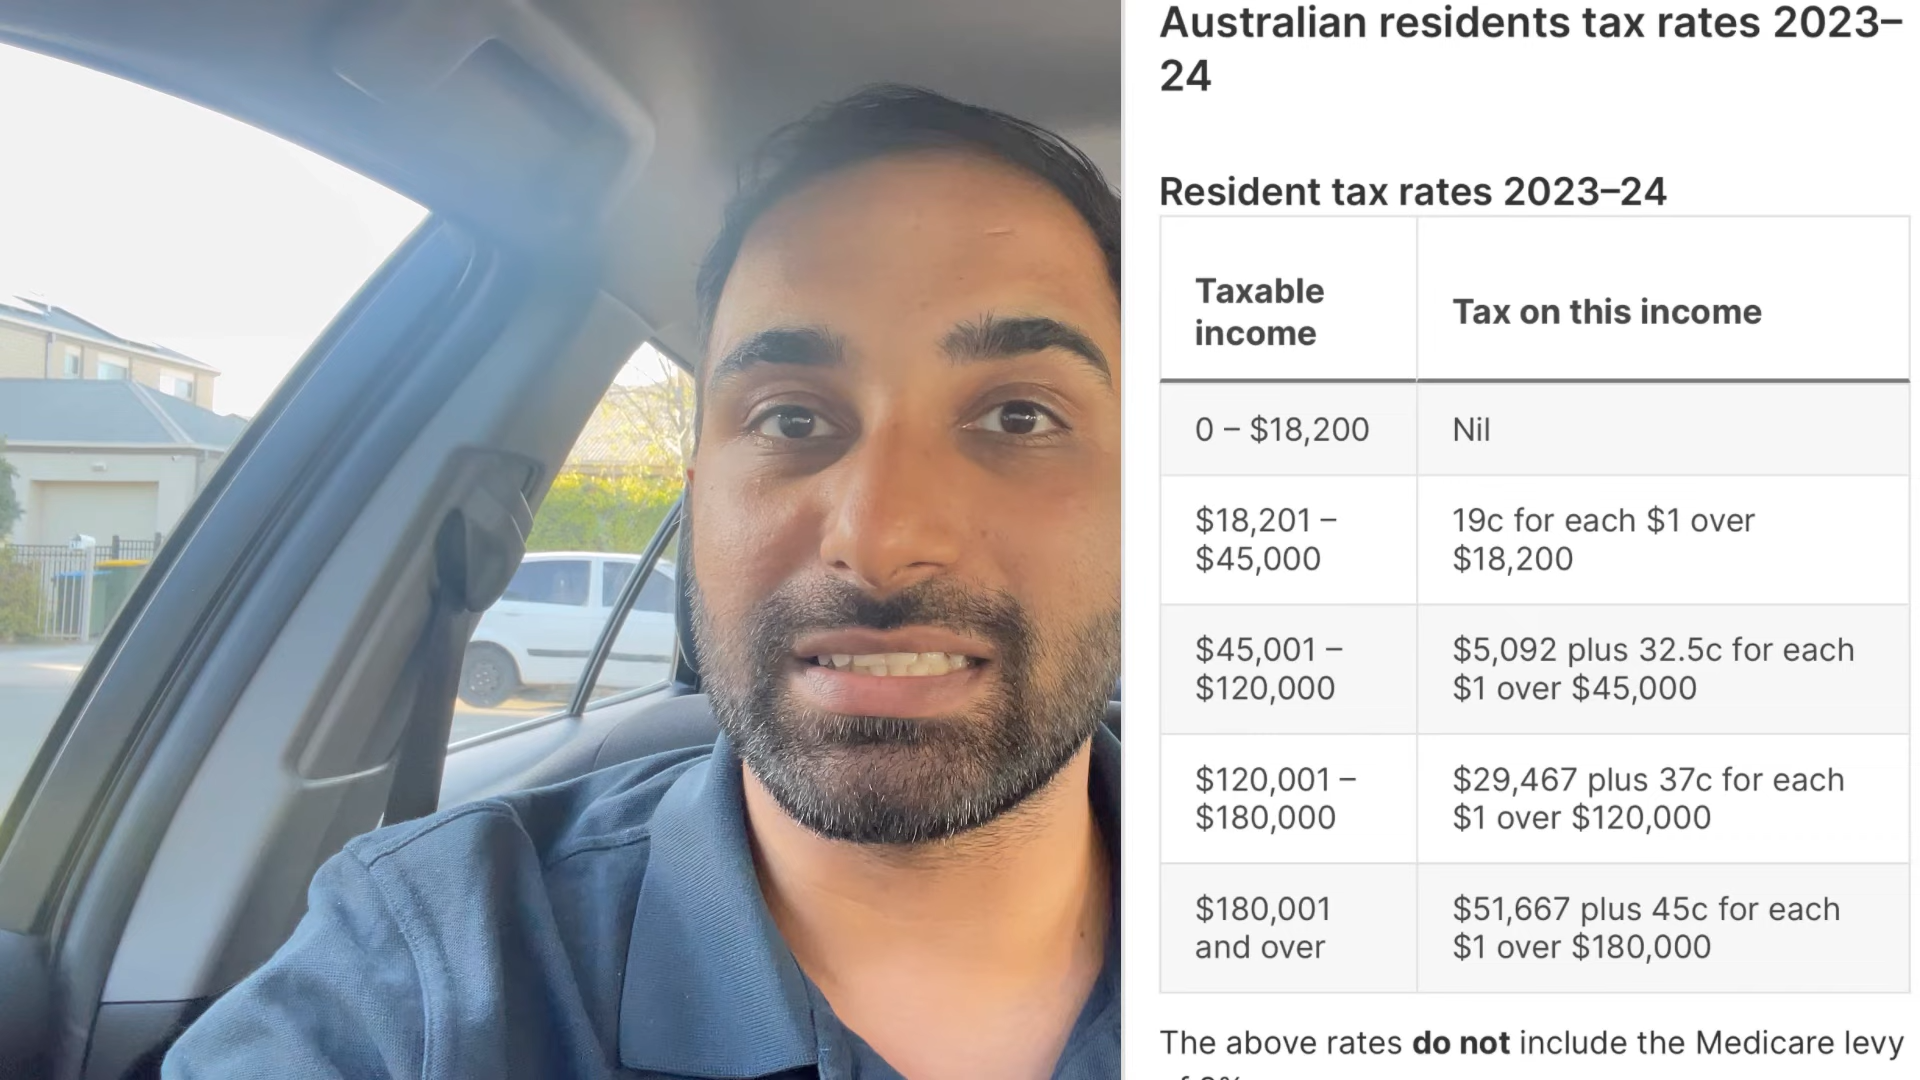 Australian residents tax rates 2023–
24
Resident tax rates 2023–24
Taxable
income
Tax on this income
0 – $18,200
Nil
$18,201 –
$45,000
19c for each $1 over
$18,200
$45,001 –
$120,000
$5,092 plus 32.5c for each
$1 over $45,000
$120,001 –
$180,000
$29,467 plus 37c for each
$1 over $120,000
$180,001
and over
$51,667 plus 45c for each
$1 over $180,000
The above rates do not include the Medicare levy